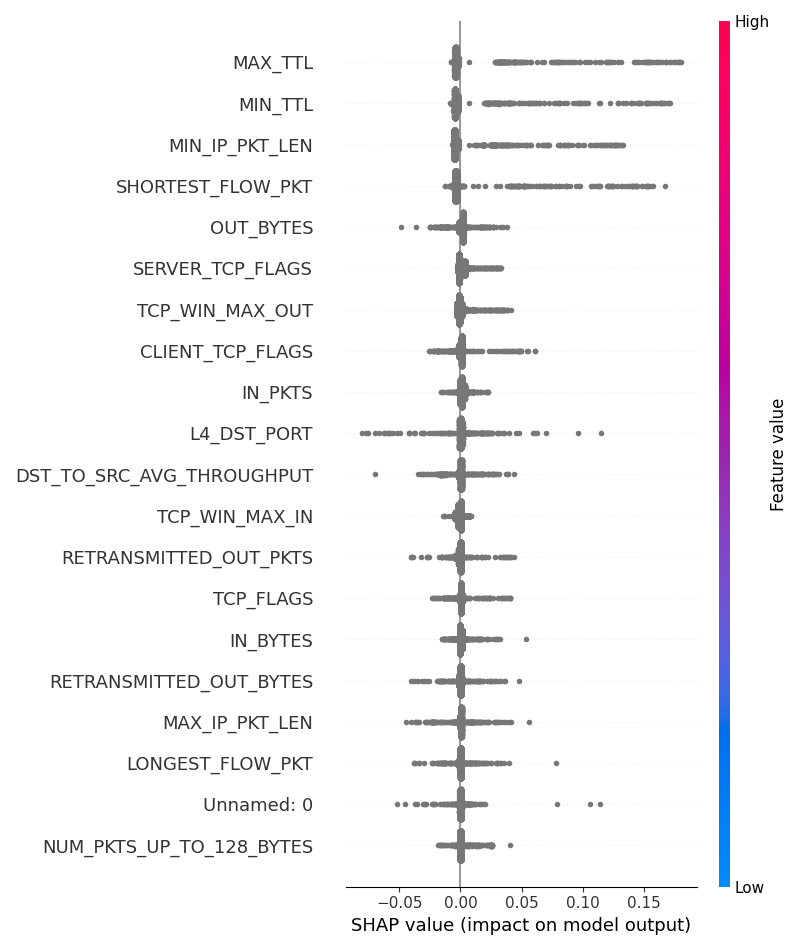 High
MAX_TTL
MIN_TTL
MIN_IP_PKT_LEN
SHORTEST_FLOW_PKT
OUT_BYTES
SERVER_TCP_FLAGS
TCP_WIN_MAX_OUT
CLIENT_TCP_FLAGS
IN_PKTS
L4_DST_PORT
DST_TO_SRC_AVG_THROUGHPUT
TCP_WIN_MAX_IN
RETRANSMITTED_OUT_PKTS
TCP_FLAGS
IN_BYTES
RETRANSMITTED_OUT_BYTES
MAX_IP_PKT_LEN
LONGEST_FLOW_PKT
Unnamed: 0
NUM_PKTS_UP_TO_128_BYTES
Feature value
Low
−0.05 0.00 0.05 0.10 0.15
SHAP value (impact on model output)